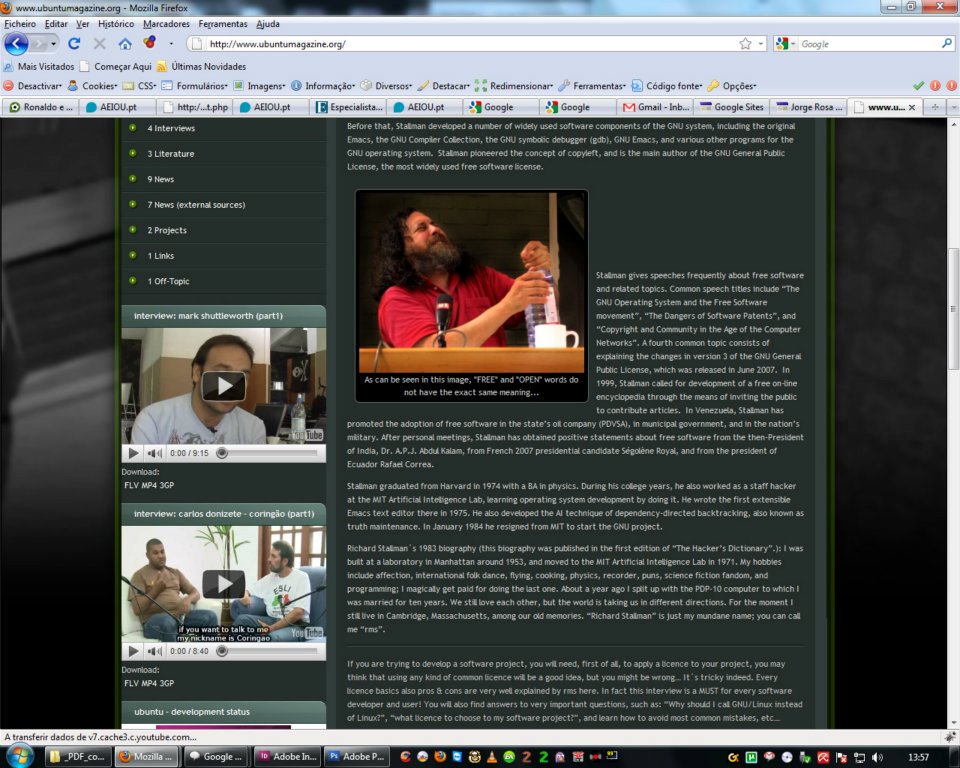 www.ubuntumagazine.org - Mozilla Firefox
Ficheiro Editar Ver Histórico Marcadores Ferramentas Ajuda
http://www.ubuntumagazine.org/
Google
Mais Visitados Começar Aqui Últimas Novidades
Desactivar Cookies CSS Formulários Imagens Informação Diversos Destacar Redimensionar Ferramentas Código fonte Opções
Ronaldo e ... AEIOU.pt http:/...t.php AEIOU.pt Especialista... AEIOU.pt Google Google Gmail - Inb... Google Sites Jorge Rosa ... www.u...
4 Interviews
3 Literature
9 News
7 News (external sources)
2 Projects
1 Links
1 Off-Topic
interview: mark shuttleworth (part1)
You Tube
0:00 / 9:15
Download:
FLV MP4 3GP
interview: carlos donizete - coringão (part1)
ESLI
if you want to talk to me
my nickname is Coringao
You Tube
0:00 / 8:40
Download:
FLV MP4 3GP
ubuntu - development status
Before that, Stallman developed a number of widely used software components of the GNU system, including the original
Emacs, the GNU Compiler Collection, the GNU symbolic debugger (gdb), GNU Emacs, and various other programs for the
GNU operating system. Stallman pioneered the concept of copyleft, and is the main author of the GNU General Public
License, the most widely used free software license.
As can be seen in this image, "FREE" and "OPEN" words do
not have the exact same meaning...
Stallman gives speeches frequently about free software
and related topics. Common speech titles include “The
GNU Operating System and the Free Software
movement”, “The Dangers of Software Patents”, and
“Copyright and Community in the Age of the Computer
Networks”. A fourth common topic consists of
explaining the changes in version 3 of the GNU General
Public License, which was released in June 2007. In
1999, Stallman called for development of a free on-line
encyclopedia through the means of inviting the public
to contribute articles. In Venezuela, Stallman has
promoted the adoption of free software in the state’s oil company (PDVSA), in municipal government, and in the nation’s
military. After personal meetings, Stallman has obtained positive statements about free software from the then-President
of India, Dr. A.P.J. Abdul Kalam, from French 2007 presidential candidate Ségolène Royal, and from the president of
Ecuador Rafael Correa.
Stallman graduated from Harvard in 1974 with a BA in physics. During his college years, he also worked as a staff hacker
at the MIT Artificial Intelligence Lab, learning operating system development by doing it. He wrote the first extensible
Emacs text editor there in 1975. He also developed the AI technique of dependency-directed backtracking, also known as
truth maintenance. In January 1984 he resigned from MIT to start the GNU project.
Richard Stallman´s 1983 biography (this biography was published in the first edition of “The Hacker’s Dictionary”.): I was
built at a laboratory in Manhattan around 1953, and moved to the MIT Artificial Intelligence Lab in 1971. My hobbies
include affection, international folk dance, flying, cooking, physics, recorder, puns, science fiction fandom, and
programming; I magically get paid for doing the last one. About a year ago I split up with the PDP-10 computer to which I
was married for ten years. We still love each other, but the world is taking us in different directions. For the moment I
still live in Cambridge, Massachusetts, among our old memories. “Richard Stallman” is just my mundane name; you can call
me “rms”.
If you are trying to develop a software project, you will need, first of all, to apply a licence to your project, you may
think that using any kind of common licence will be a good idea, but you might be wrong… It´s tricky indeed. Every
licence basics also pros & cons are very well explained by rms here. In fact this interview is a MUST for every software
developer and user! You will also find answers to very important questions, such as: “Why should I call GNU/Linux instead
of Linux?”, “what licence to choose to my software project?”, and learn how to avoid most common mistakes, etc…
A transferir dados de v7.cache3.c.youtube.com...
_PDF_co... Mozilla ... Google ... Adobe In... Adobe P...
13:57